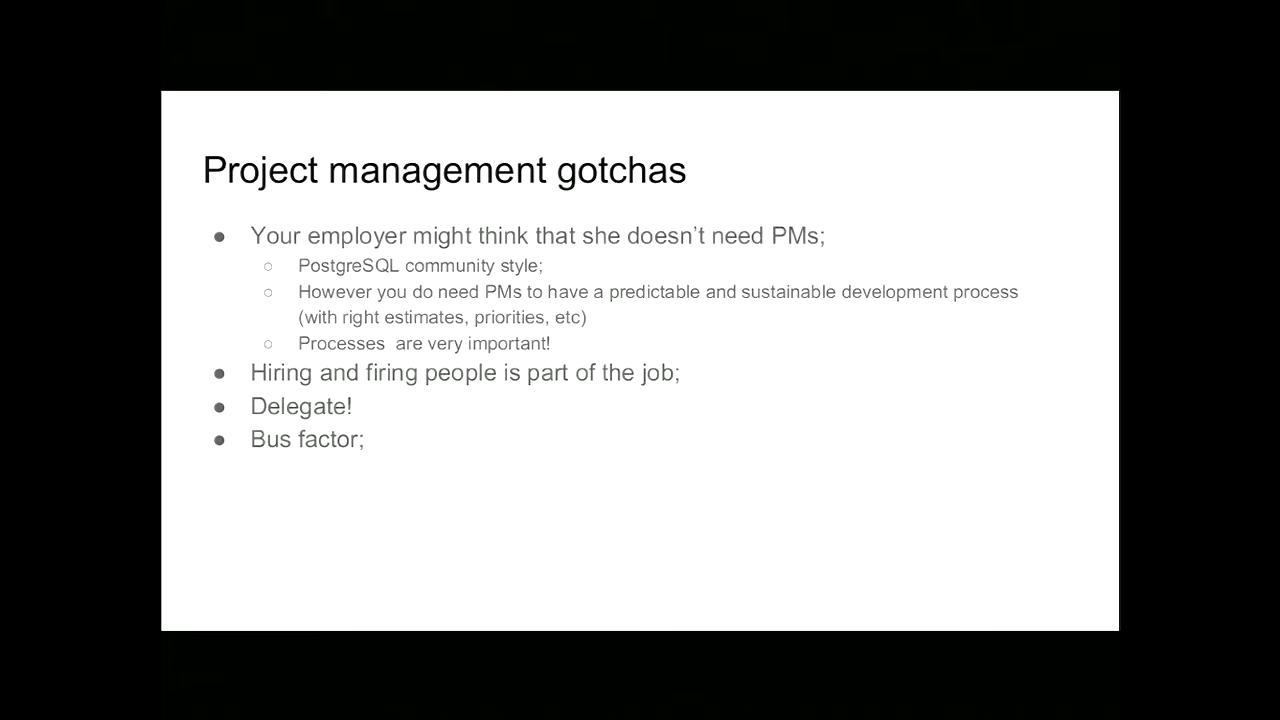 Project management gotchas
● Your employer might think that she doesn’t need PMs;
○ PostgreSQL community style;
○ However you do need PMs to have a predictable and sustainable development process
(with right estimates, priorities, etc)
○ Processes  are very important!
● Hiring and firing people is part of the job;
● Delegate!
● Bus factor;